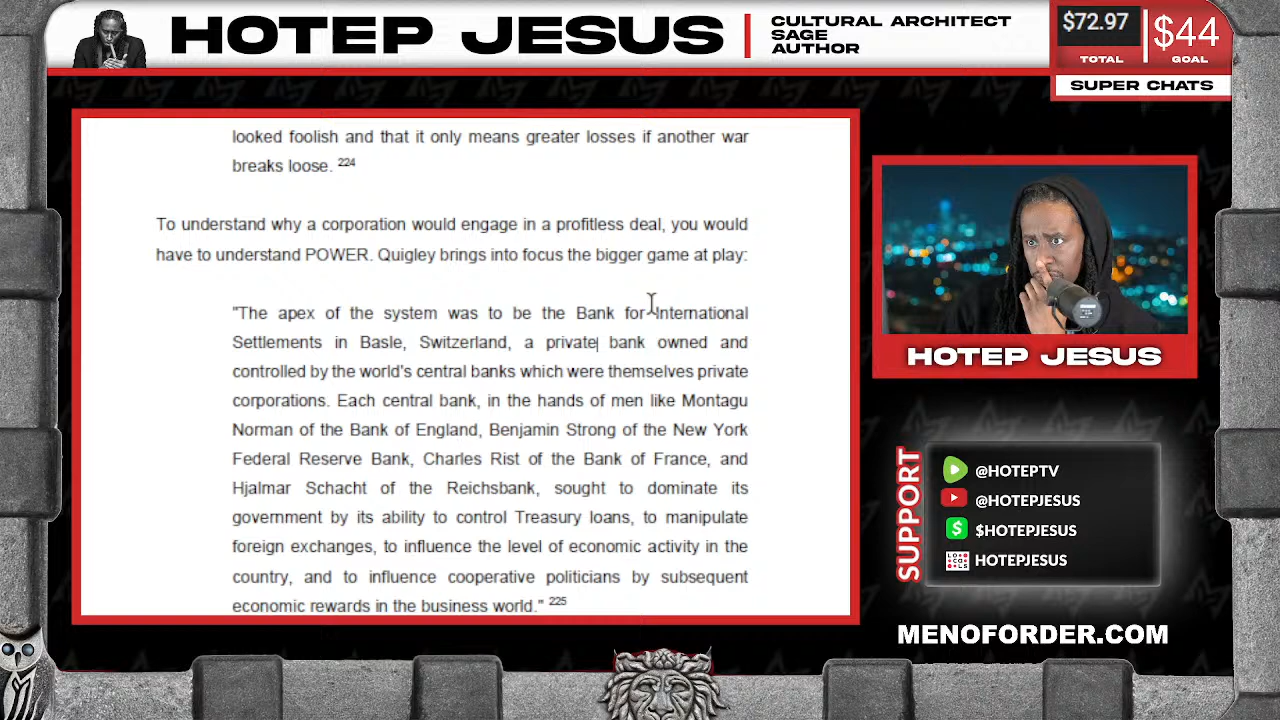 HOTEP JESUS
CULTURAL ARCHITECT
SAGE
AUTHOR
$72.97
TOTAL
$44
GOAL
SUPER CHATS
looked foolish and that it only means greater losses if another war
breaks loose. 224
To understand why a corporation would engage in a profitless deal, you would
have to understand POWER. Quigley brings into focus the bigger game at play:
"The apex of the system was to be the Bank for International
Settlements in Basle, Switzerland, a private bank owned and
controlled by the world's central banks which were themselves private
corporations. Each central bank, in the hands of men like Montagu
Norman of the Bank of England, Benjamin Strong of the New York
Federal Reserve Bank, Charles Rist of the Bank of France, and
Hjalmar Schacht of the Reichsbank, sought to dominate its
government by its ability to control Treasury loans, to manipulate
foreign exchanges, to influence the level of economic activity in the
country, and to influence cooperative politicians by subsequent
economic rewards in the business world." 225
HOTEP JESUS
SUPPORT
@HOTEPTV
@HOTEPJESUS
$HOTEPJESUS
LOCALS HOTEPJESUS
MENOFORDER.COM